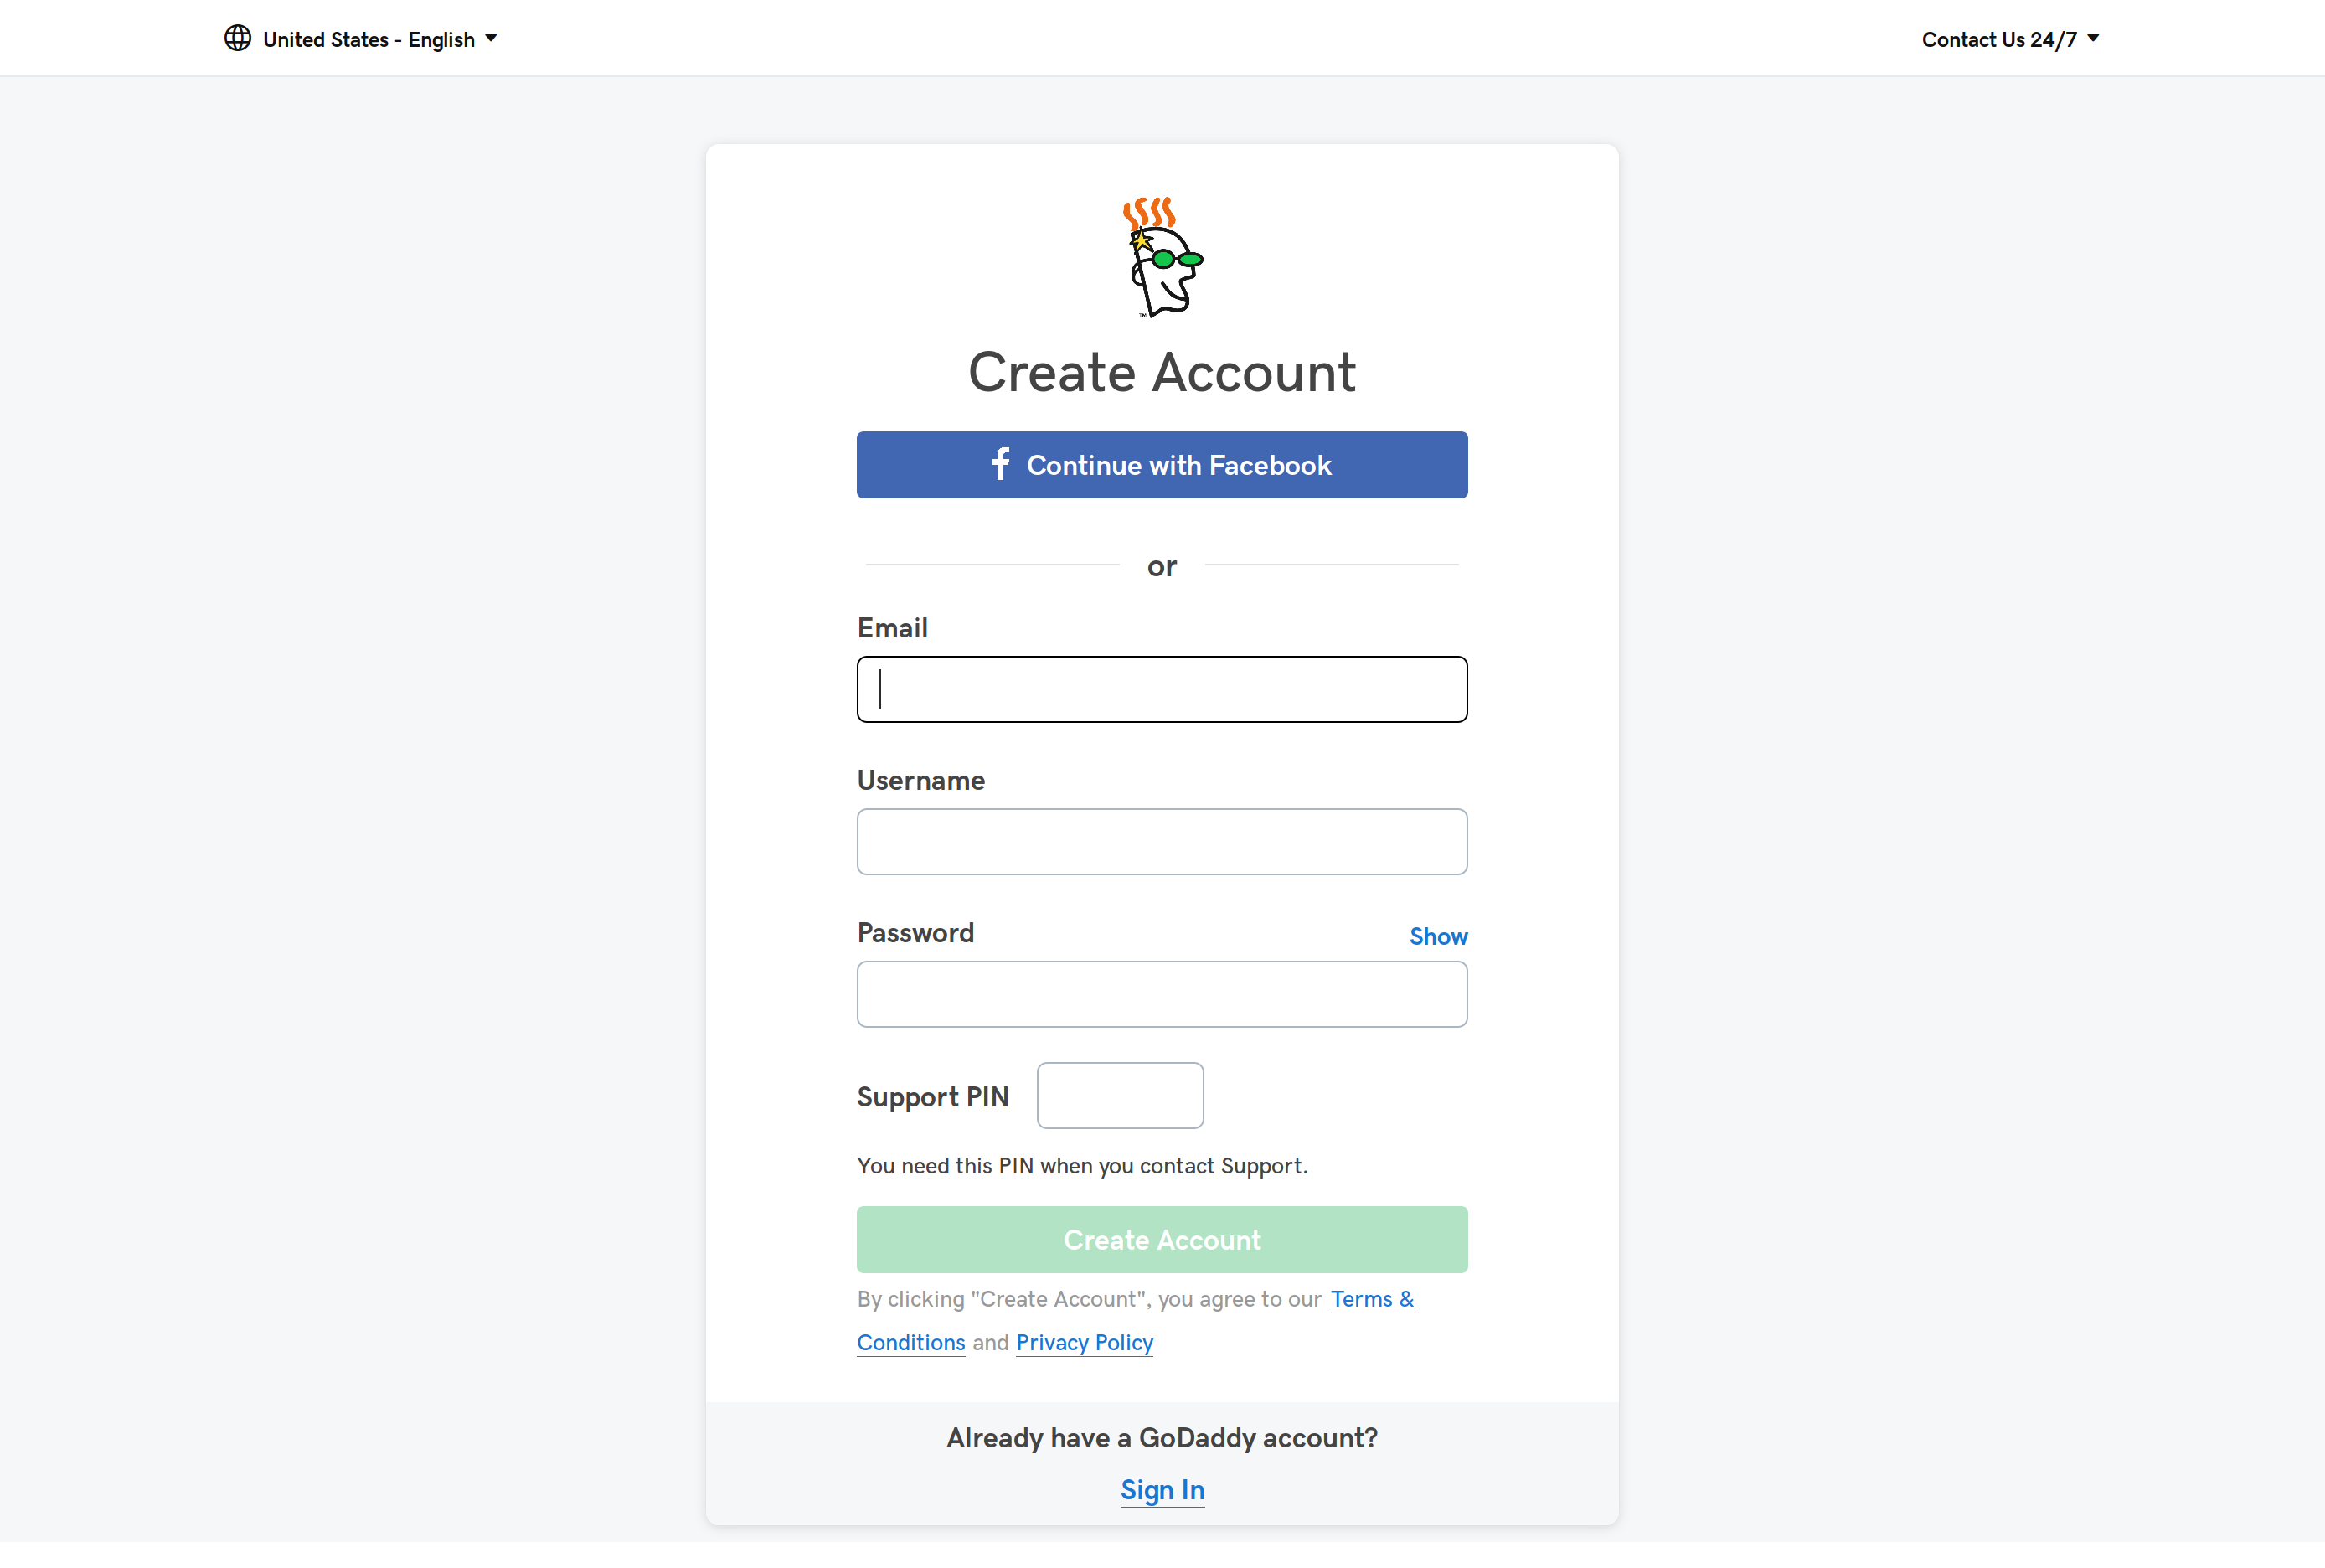 United States - English
Contact Us 24/7
TM
Create Account
Continue with Facebook
or
Email
Username
Password
Show
Support PIN
You need this PIN when you contact Support.
Create Account
By clicking "Create Account", you agree to our Terms &
Conditions and Privacy Policy
Already have a GoDaddy account?
Sign In